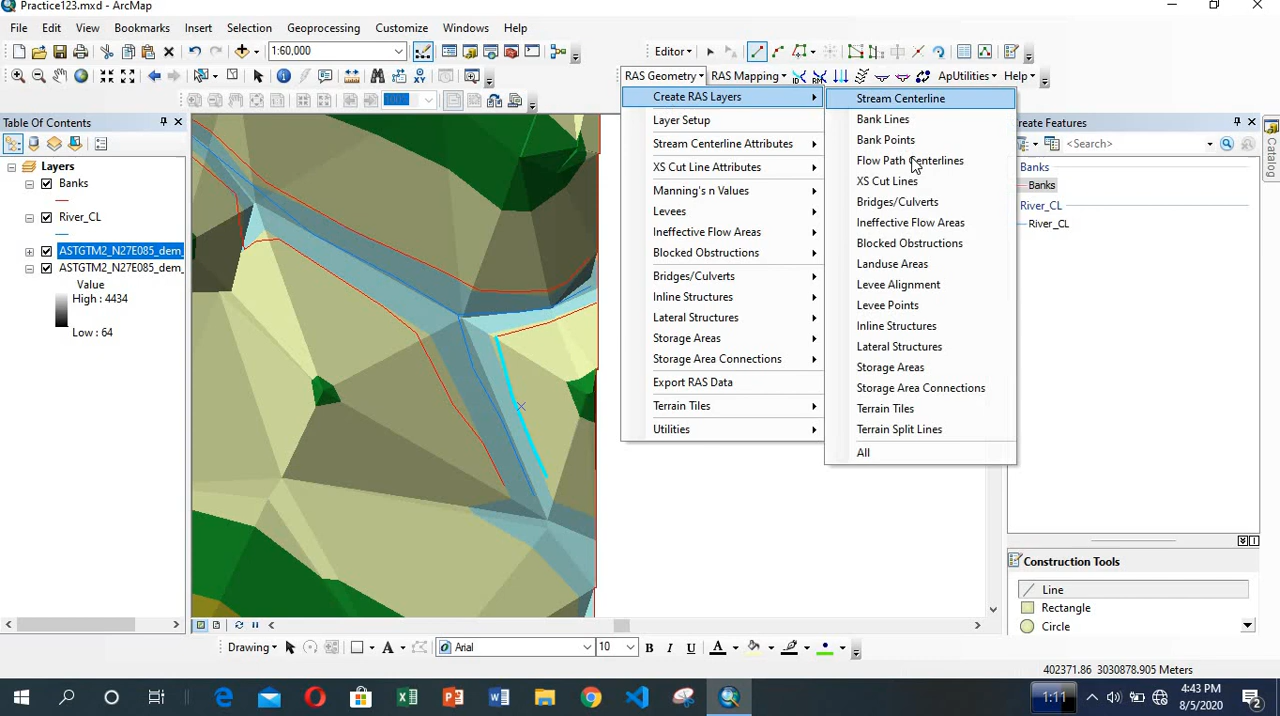 Practice123.mxd - ArcMap
File Edit View Bookmarks Insert Selection Geoprocessing Customize Windows Help
1:60,000
Editor
RAS Geometry RAS Mapping ApUtilities Help
Table Of Contents
Layers
Banks
River_CL
ASTGTM2_N27E085_dem_
ASTGTM2_N27E085_dem_
Value
High : 4434
Low : 64
Create RAS Layers
Layer Setup
Stream Centerline Attributes
XS Cut Line Attributes
Manning's n Values
Levees
Ineffective Flow Areas
Blocked Obstructions
Bridges/Culverts
Inline Structures
Lateral Structures
Storage Areas
Storage Area Connections
Export RAS Data
Terrain Tiles
Utilities
Stream Centerline
Bank Lines
Bank Points
Flow Path Centerlines
XS Cut Lines
Bridges/Culverts
Ineffective Flow Areas
Blocked Obstructions
Landuse Areas
Levee Alignment
Levee Points
Inline Structures
Lateral Structures
Storage Areas
Storage Area Connections
Terrain Tiles
Terrain Split Lines
All
reate Features
<Search>
Banks
Banks
River_CL
River_CL
Catalog
Construction Tools
Line
Rectangle
Circle
Drawing
Arial
10
B I U A
402371.86 3030878.905 Meters
1:11
4:43 PM
8/5/2020
2